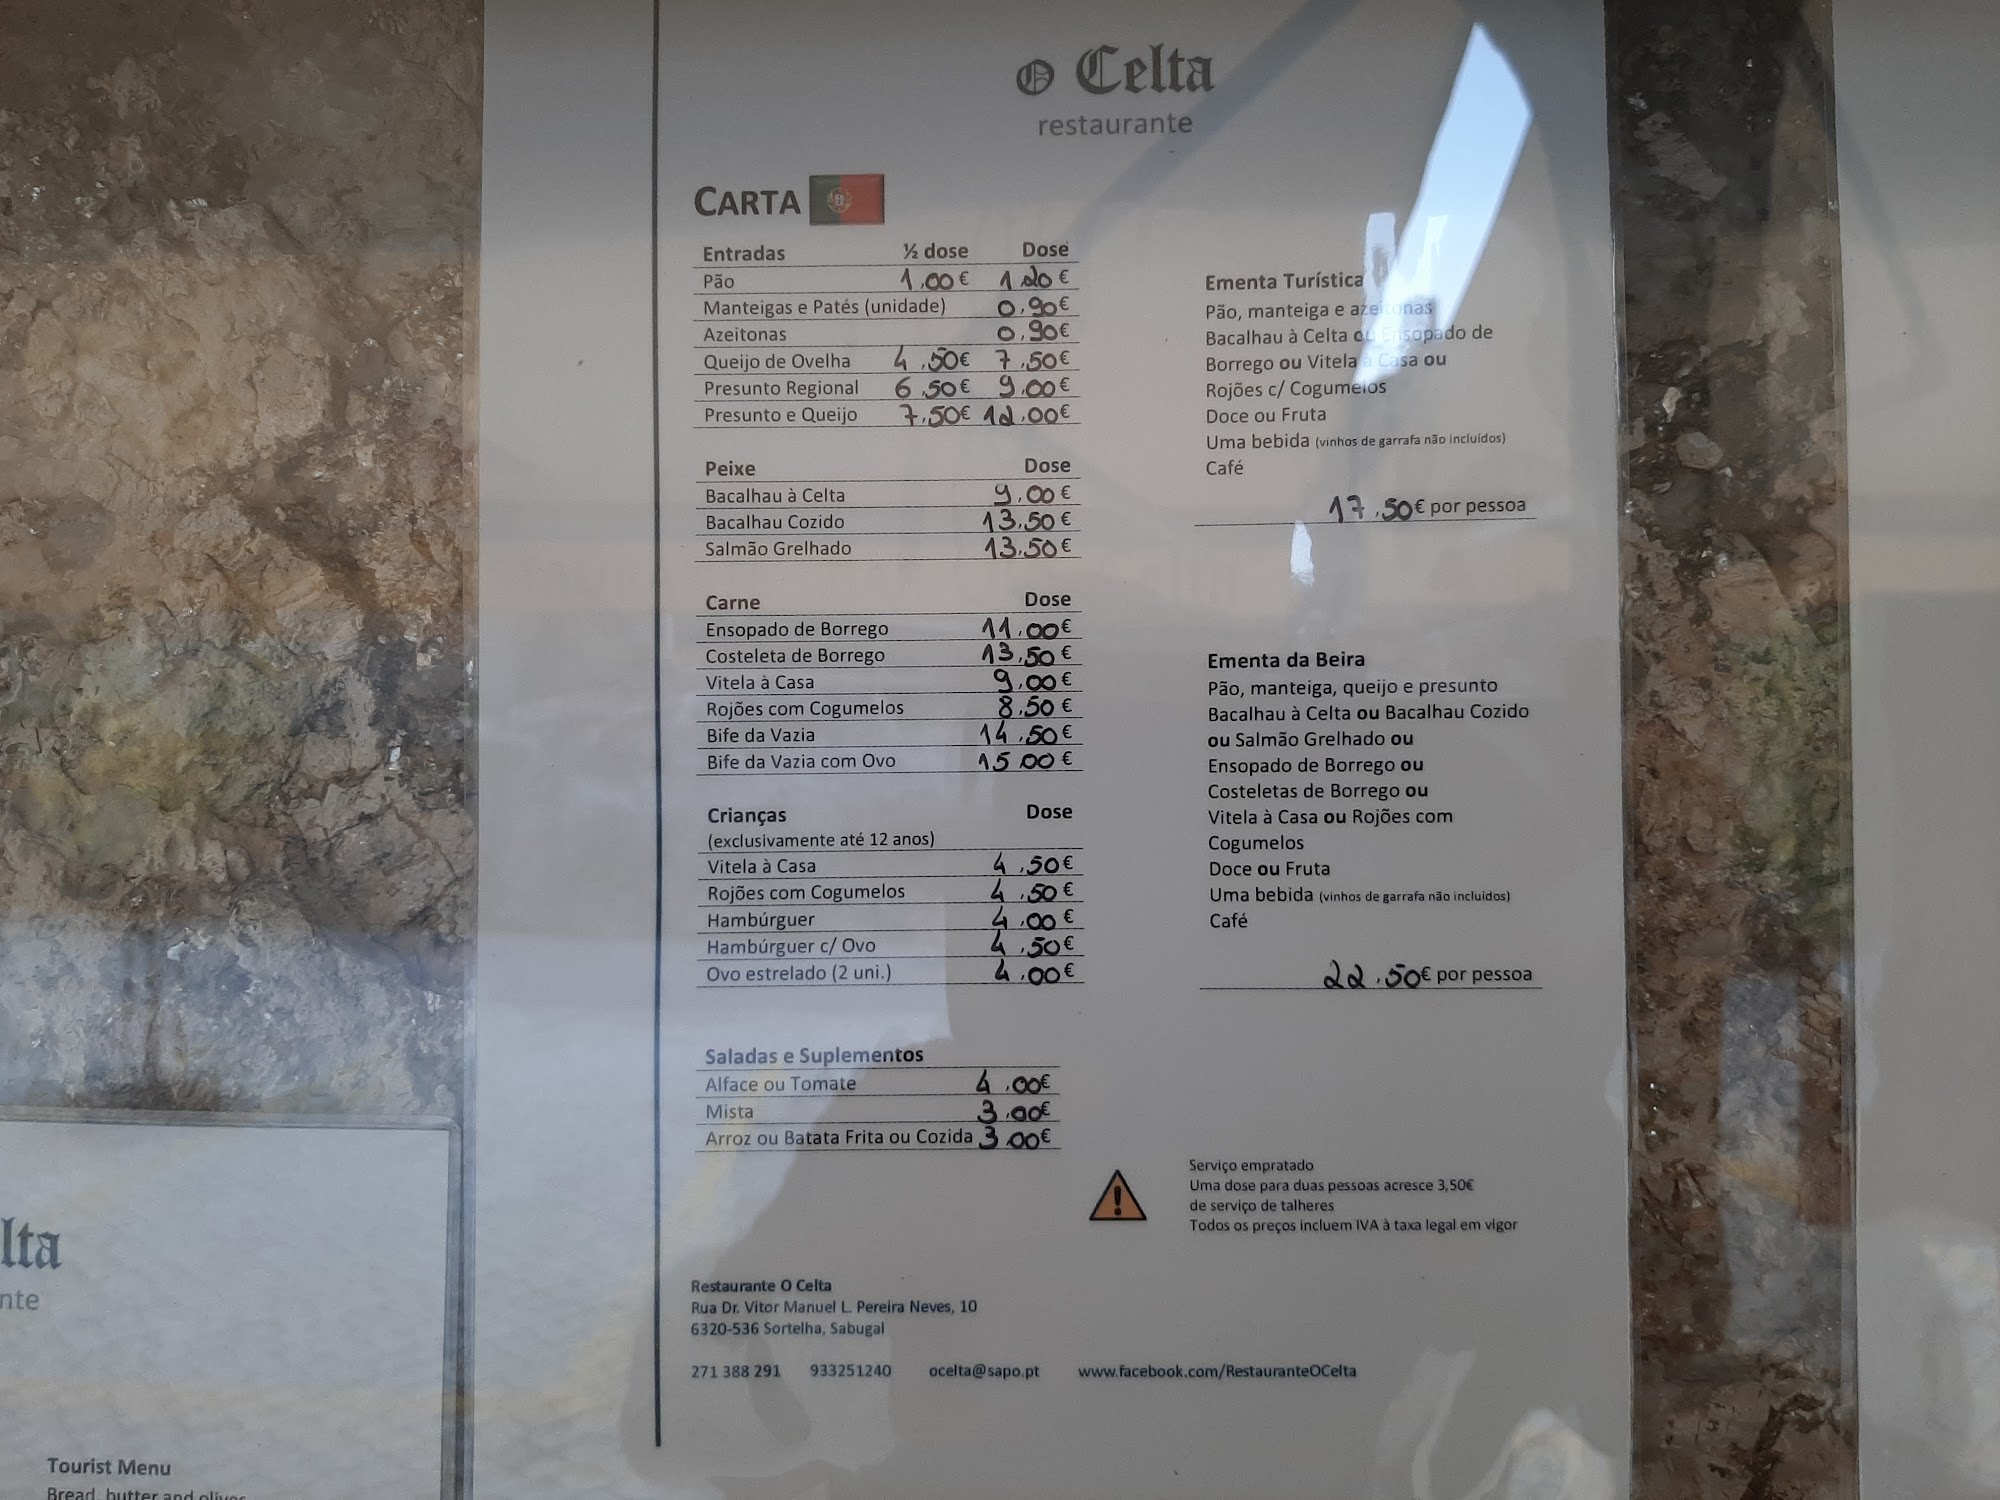 O Celta
restaurante
CARTA
Entradas ½ dose Dose
Pão 1,00€ 1,20€
Manteigas e Patés (unidade) 0,90€
Azeitonas 0,90€
Queijo de Ovelha 4,50€ 7,50€
Presunto Regional 6,50€ 9,00€
Presunto e Queijo 7,50€ 12,00€
Peixe Dose
Bacalhau à Celta 9,00€
Bacalhau Cozido 13,50€
Salmão Grelhado 13,50€
Carne Dose
Ensopado de Borrego 11,00€
Costeleta de Borrego 13,50€
Vitela à Casa 9,00€
Rojões com Cogumelos 8,50€
Bife da Vazia 14,50€
Bife da Vazia com Ovo 15,00€
Crianças Dose
(exclusivamente até 12 anos)
Vitela à Casa 4,50€
Rojões com Cogumelos 4,50€
Hambúrguer 4,00€
Hambúrguer c/ Ovo 4,50€
Ovo estrelado (2 uni.) 4,00€
Saladas e Suplementos
Alface ou Tomate 4,00€
Mista 3,00€
Arroz ou Batata Frita ou Cozida 3,00€
Ementa Turística
Pão, manteiga e azeitonas
Bacalhau à Celta ou Ensopado de
Borrego ou Vitela à Casa ou
Rojões c/ Cogumelos
Doce ou Fruta
Uma bebida (vinhos de garrafa não incluídos)
Café
17,50€ por pessoa
Ementa da Beira
Pão, manteiga, queijo e presunto
Bacalhau à Celta ou Bacalhau Cozido
ou Salmão Grelhado ou
Ensopado de Borrego ou
Costeletas de Borrego ou
Vitela à Casa ou Rojões com
Cogumelos
Doce ou Fruta
Uma bebida (vinhos de garrafa não incluídos)
Café
22,50€ por pessoa
Serviço empratado
Uma dose para duas pessoas acresce 3,50€
de serviço de talheres
Todos os preços incluem IVA à taxa legal em vigor
Restaurante O Celta
Rua Dr. Vitor Manuel L. Pereira Neves, 10
6320-536 Sortelha, Sabugal
271 388 291 933251240 ocelta@sapo.pt www.facebook.com/RestauranteOCelta
lta
nte
Tourist Menu
Bread, butter and olives